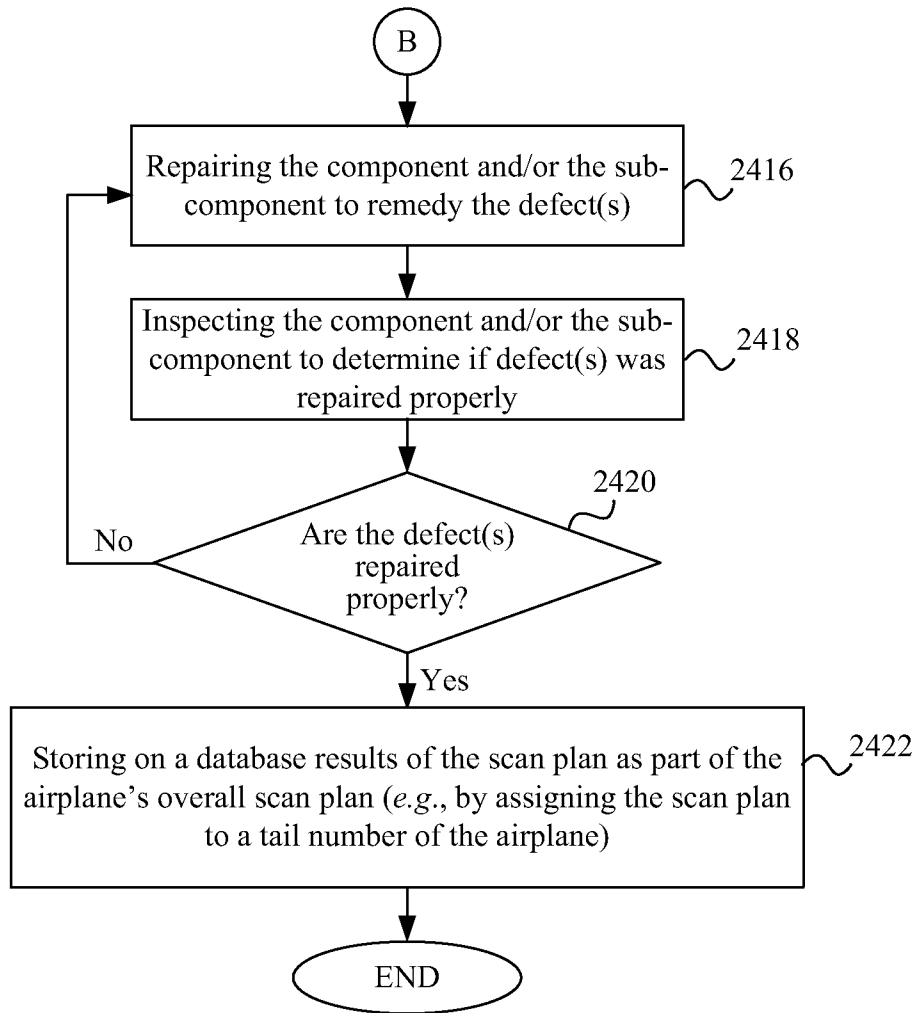 B
Repairing the component and/or the sub-
component to remedy the defect(s)
2416
Inspecting the component and/or the sub-
component to determine if defect(s) was
repaired properly
2418
2420
Are the defect(s)
repaired
properly?
No
Yes
Storing on a database results of the scan plan as part of the
airplane’s overall scan plan (e.g., by assigning the scan plan
to a tail number of the airplane)
2422
END